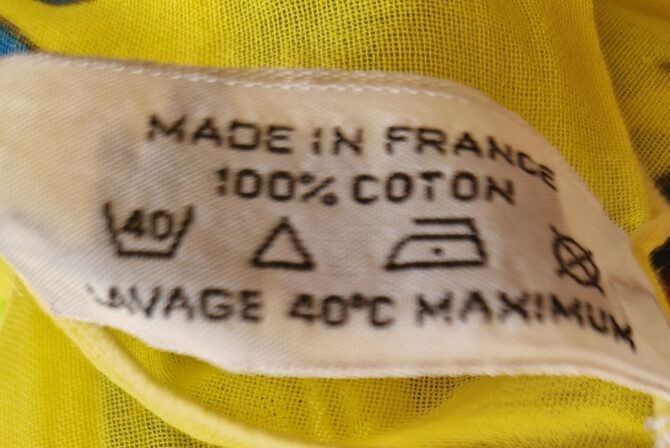 MADE IN FRANCE
100% COTON
40
LAVAGE 40°C MAXIMUM